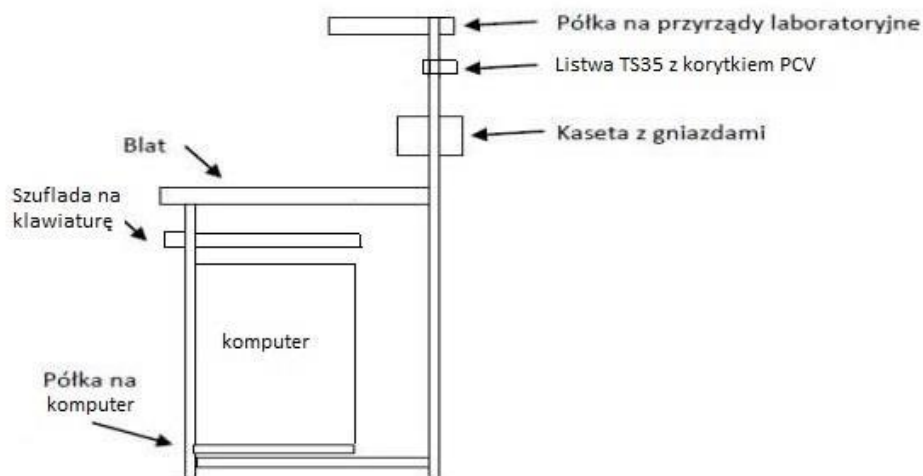 Półka na przyrządy laboratoryjne
Listwa TS35 z korytkiem PCV
Kaseta z gniazdami
Blat
Szuflada na
klawiaturę
komputer
Półka na
komputer